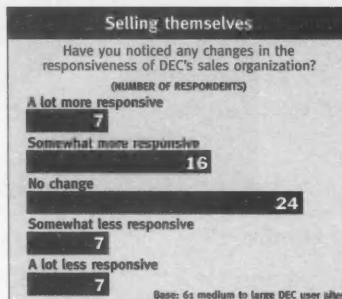 Selling themselves
Have you noticed any changes in the
responsiveness of DEC's sales organization?
(NUMBER OF RESPONDENTS)
A lot more responsive
7
Somewhat more responsive
16
No change
24
Somewhat less responsive
7
A lot less responsive
7
Base: 61 medium to large DEC user sites